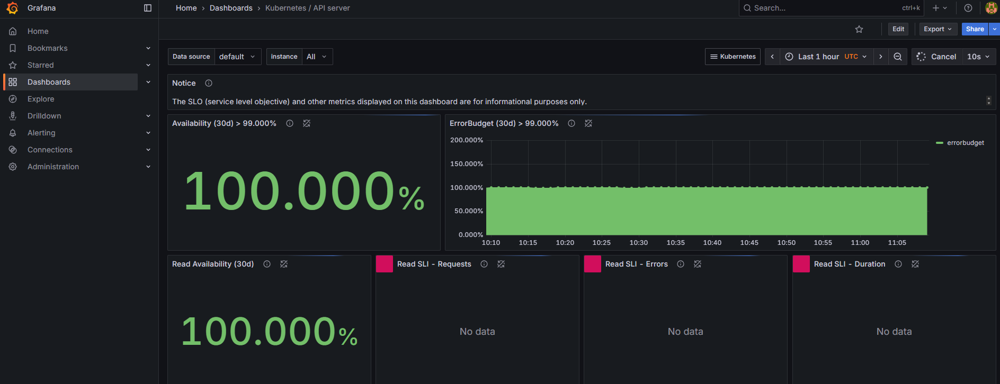 Grafana
Home › Dashboards › Kubernetes / API server
Search...
ctrl+k
Home
Bookmarks
Starred
Dashboards
Explore
Drilldown
Alerting
Connections
Administration
Edit
Export
Share
Data source
default
instance
All
Kubernetes
Last 1 hour UTC
Cancel
10s
Notice
The SLO (service level objective) and other metrics displayed on this dashboard are for informational purposes only.
Availability (30d) > 99.000%
100.000%
ErrorBudget (30d) > 99.000%
200.000%
150.000%
100.000%
50.000%
0.000%
10:10 10:15 10:20 10:25 10:30 10:35 10:40 10:45 10:50 10:55 11:00 11:05
errorbudget
Read Availability (30d)
100.000%
Read SLI - Requests
No data
Read SLI - Errors
No data
Read SLI - Duration
No data